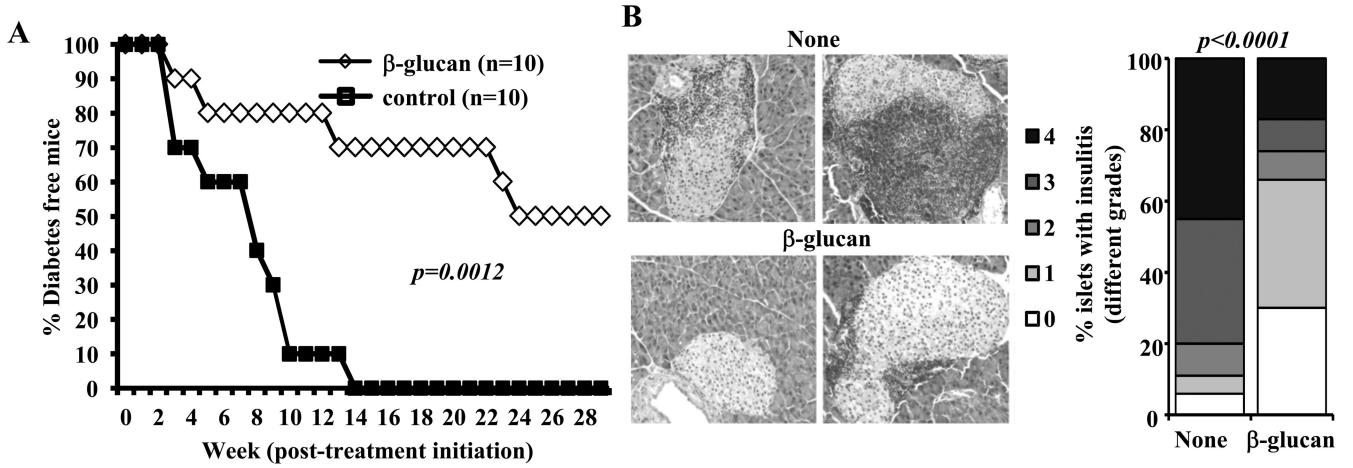 A
% Diabetes free mice
100
90
80
70
60
50
40
30
20
10
0
β-glucan (n=10)
control (n=10)
p=0.0012
0 2 4 6 8 10 12 14 16 18 20 22 24 26 28
Week (post-treatment initiation)
B
None
β-glucan
4
3
2
1
0
% islets with insulitis
(different grades)
p<0.0001
100
80
60
40
20
0
None β-glucan